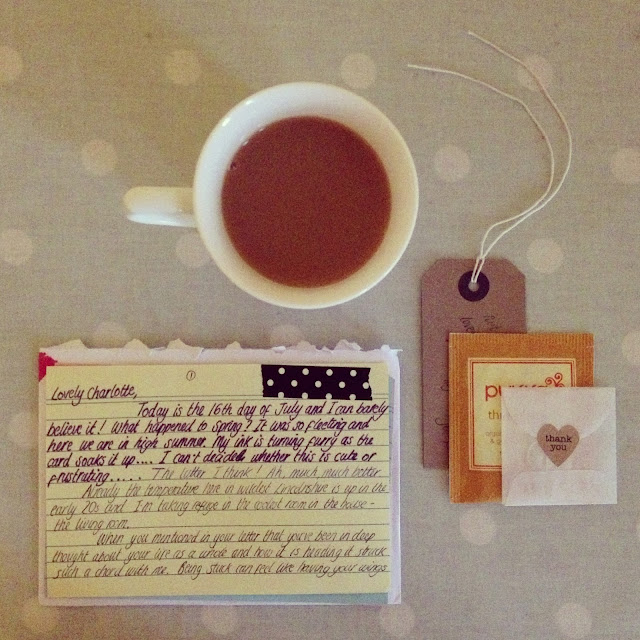 1
Lovely Charlotte,
Today is the 16th day of July and I can barely
believe it! What happened to spring? It was so fleeting and
here we are in high summer. My ink is turning furry as the
card soaks it up.... I can't decide whether this is cute or
frustrating..... The latter I think! Ah, much, much better.
Already the temperature here in wildest Lincolnshire is up in the
early 20s and I'm taking refuge in the coolest room in the house -
the living room.
When you mentioned in your letter that you've been in deep
thought about your life as a whole and how it is heading it struck
such a chord with me. Being stuck can feel like having your wings
pukka
thank
you